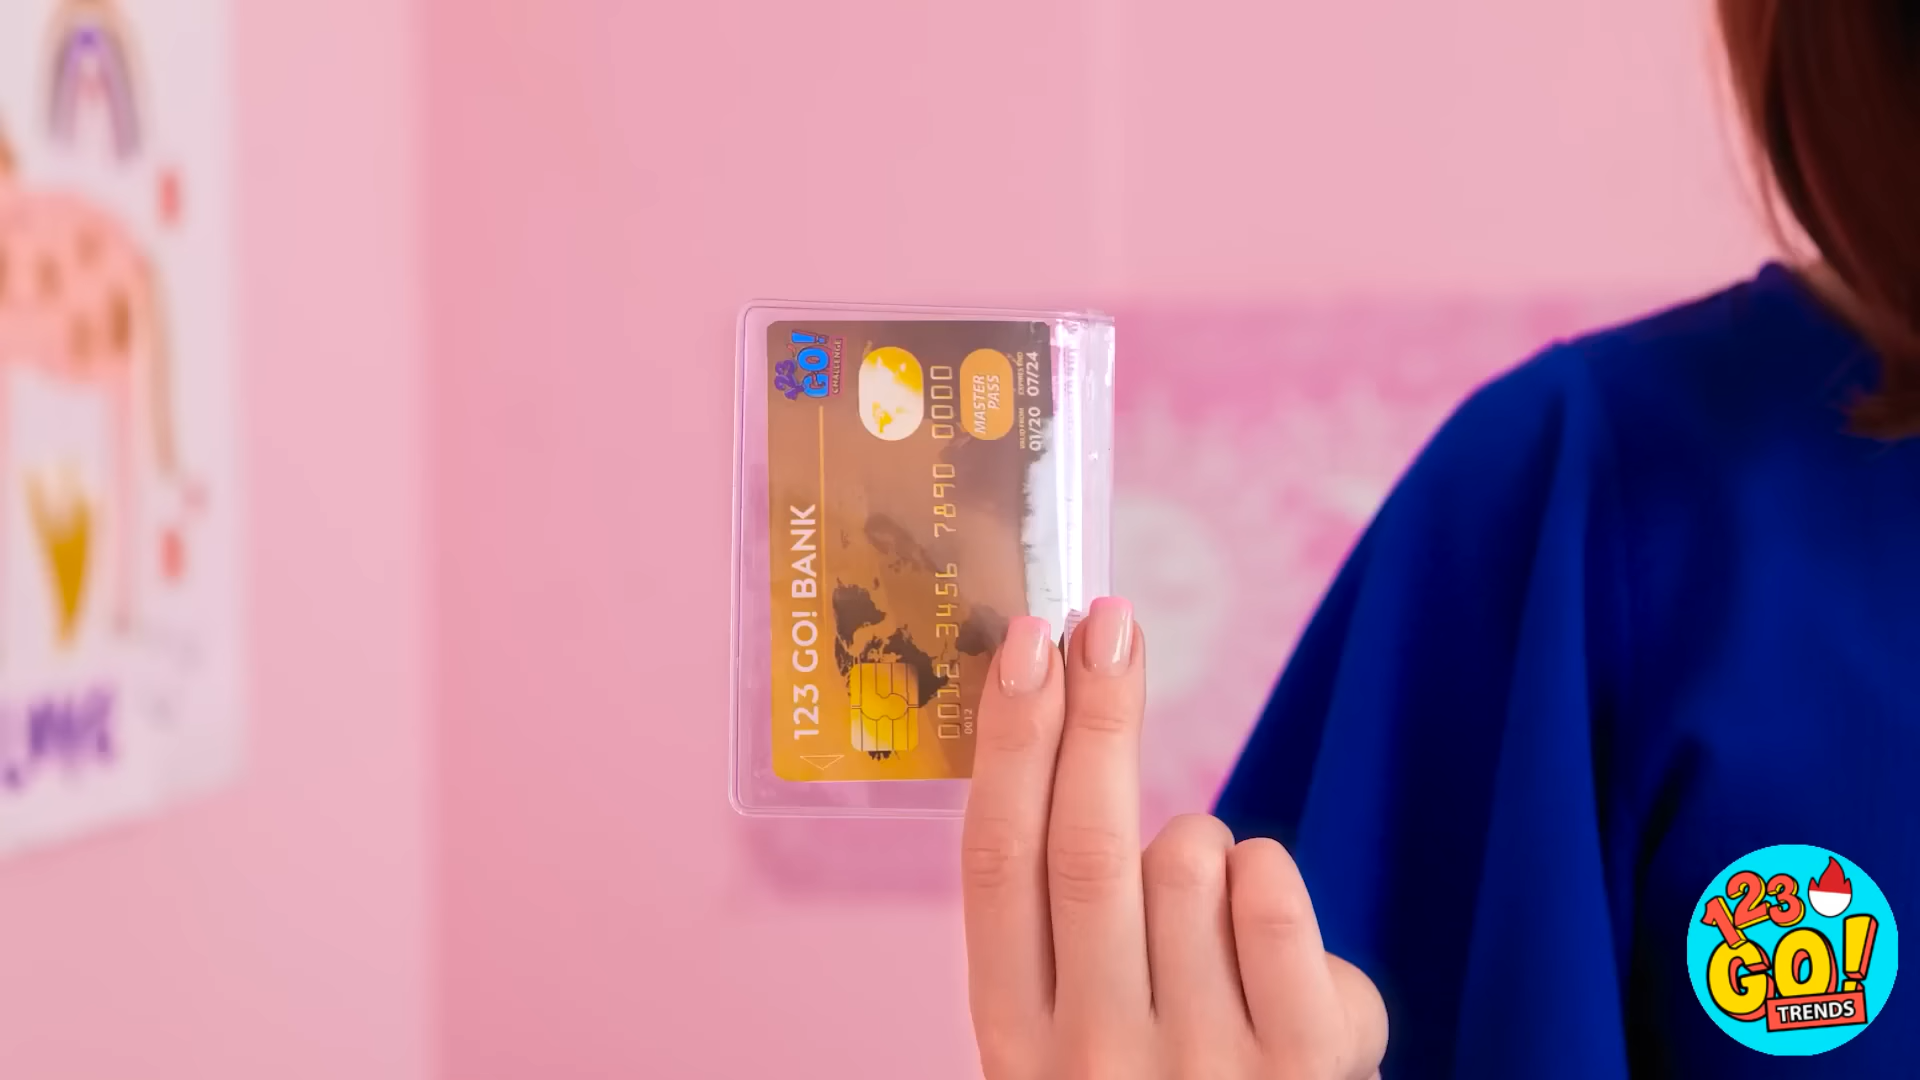 123 GO! BANK
123
GO!
CHALLENGE
0012 3456 7890 0000
0012
MASTER
PASS
VALID FROM 01/20 EXPIRES END 07/24
123
GO!
TRENDS